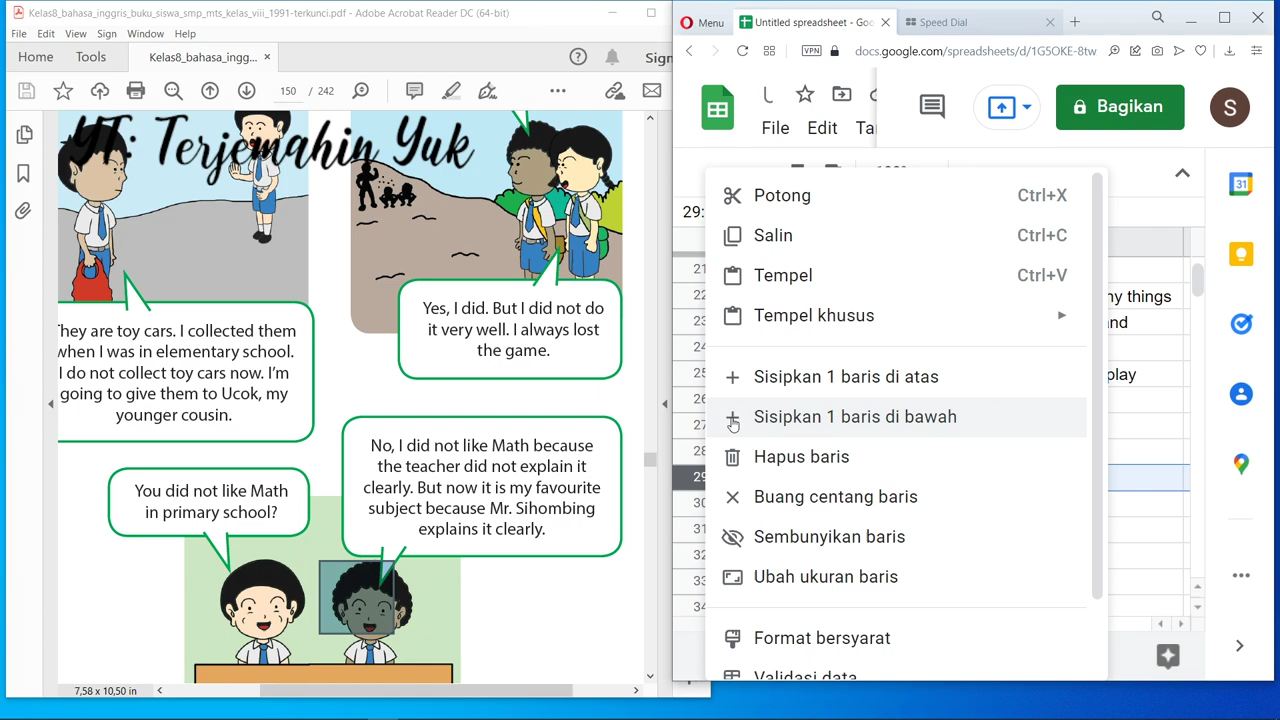 Kelas8_bahasa_inggris_buku_siswa_smp_mts_kelas_viii_1991-terkunci.pdf - Adobe Acrobat Reader DC (64-bit)
File Edit View Sign Window Help
Home Tools Kelas8_bahasa_ingg... × Sign
150 / 242
YT: Terjemahin Yuk
They are toy cars. I collected them
when I was in elementary school.
I do not collect toy cars now. I'm
going to give them to Ucok, my
younger cousin.
Yes, I did. But I did not do
it very well. I always lost
the game.
You did not like Math
in primary school?
No, I did not like Math because
the teacher did not explain it
clearly. But now it is my favourite
subject because Mr. Sihombing
explains it clearly.
7,58 x 10,50 in
Menu Untitled spreadsheet - Goo Speed Dial
VPN docs.google.com/spreadsheets/d/1G5OKE-8tw
File Edit Ta
Bagikan S
31
29:
21
22 ny things
23 nd
24
25 play
26
27
28
29
30
31
32
33
34
Potong Ctrl+X
Salin Ctrl+C
Tempel Ctrl+V
Tempel khusus
Sisipkan 1 baris di atas
Sisipkan 1 baris di bawah
Hapus baris
Buang centang baris
Sembunyikan baris
Ubah ukuran baris
Format bersyarat
Validasi data